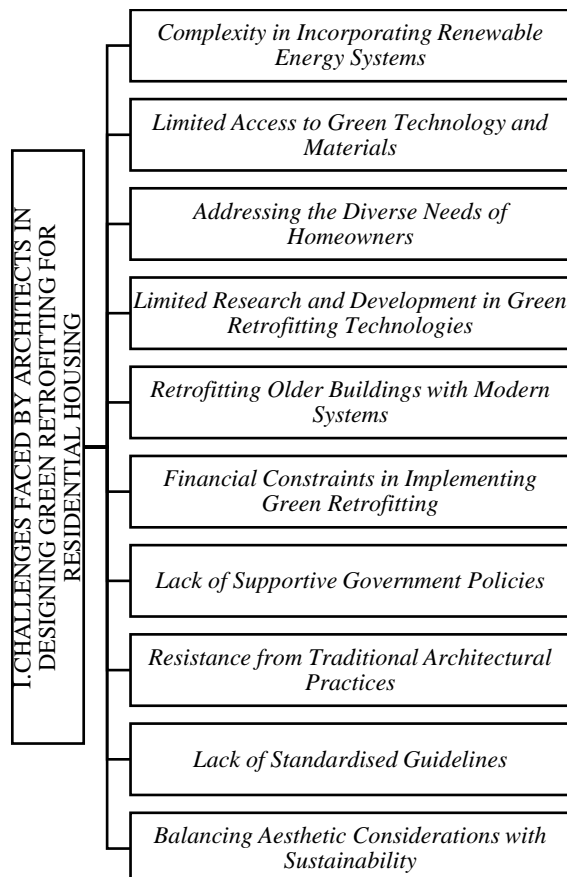 I.CHALLENGES FACED BY ARCHITECTS IN
DESIGNING GREEN RETROFITTING FOR
RESIDENTIAL HOUSING
Complexity in Incorporating Renewable
Energy Systems
Limited Access to Green Technology and
Materials
Addressing the Diverse Needs of
Homeowners
Limited Research and Development in Green
Retrofitting Technologies
Retrofitting Older Buildings with Modern
Systems
Financial Constraints in Implementing
Green Retrofitting
Lack of Supportive Government Policies
Resistance from Traditional Architectural
Practices
Lack of Standardised Guidelines
Balancing Aesthetic Considerations with
Sustainability